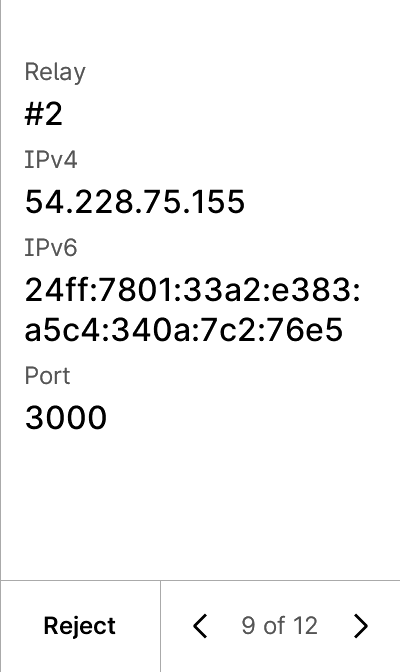 Relay
#2
IPv4
54.228.75.155
IPv6
24ff:7801:33a2:e383:
a5c4:340a:7c2:76e5
Port
3000
Reject
9 of 12